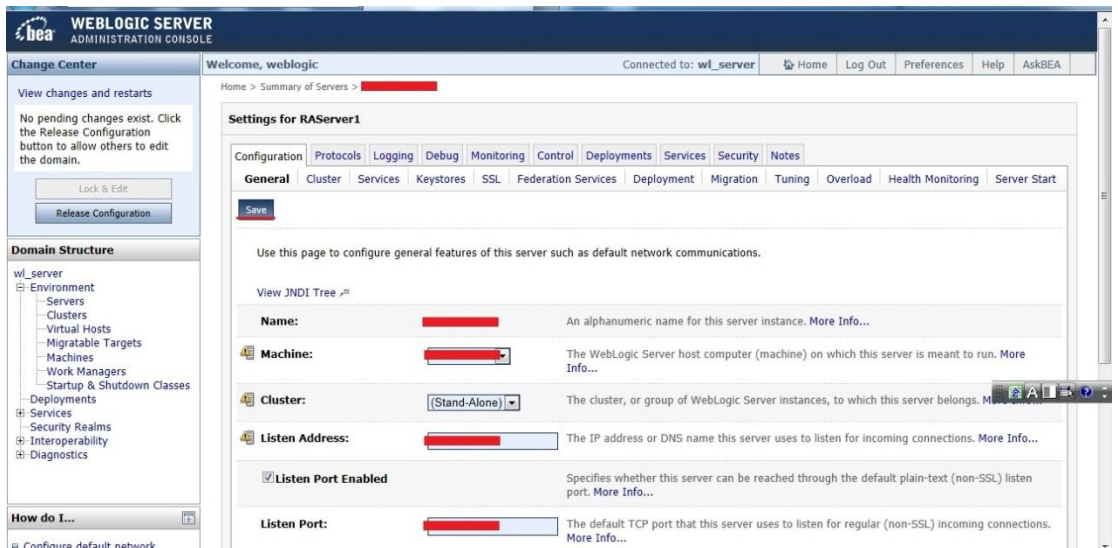 bea
WEBLOGIC SERVER
ADMINISTRATION CONSOLE
Change Center
View changes and restarts
No pending changes exist. Click
the Release Configuration
button to allow others to edit
the domain.
Lock & Edit
Release Configuration
Domain Structure
wl_server
Environment
Servers
Clusters
Virtual Hosts
Migratable Targets
Machines
Work Managers
Startup & Shutdown Classes
Deployments
Services
Security Realms
Interoperability
Diagnostics
How do I...
Configure default network
Welcome, weblogic
Connected to: wl_server
Home
Log Out
Preferences
Help
AskBEA
Home > Summary of Servers >
Settings for RAServer1
Configuration Protocols Logging Debug Monitoring Control Deployments Services Security Notes
General Cluster Services Keystores SSL Federation Services Deployment Migration Tuning Overload Health Monitoring Server Start
Save
Use this page to configure general features of this server such as default network communications.
View JNDI Tree
Name:
An alphanumeric name for this server instance. More Info...
Machine:
The WebLogic Server host computer (machine) on which this server is meant to run. More
Info...
Cluster:
(Stand-Alone)
The cluster, or group of WebLogic Server instances, to which this server belongs.
Listen Address:
The IP address or DNS name this server uses to listen for incoming connections. More Info...
Listen Port Enabled
Specifies whether this server can be reached through the default plain-text (non-SSL) listen
port. More Info...
Listen Port:
The default TCP port that this server uses to listen for regular (non-SSL) incoming connections.
More Info...